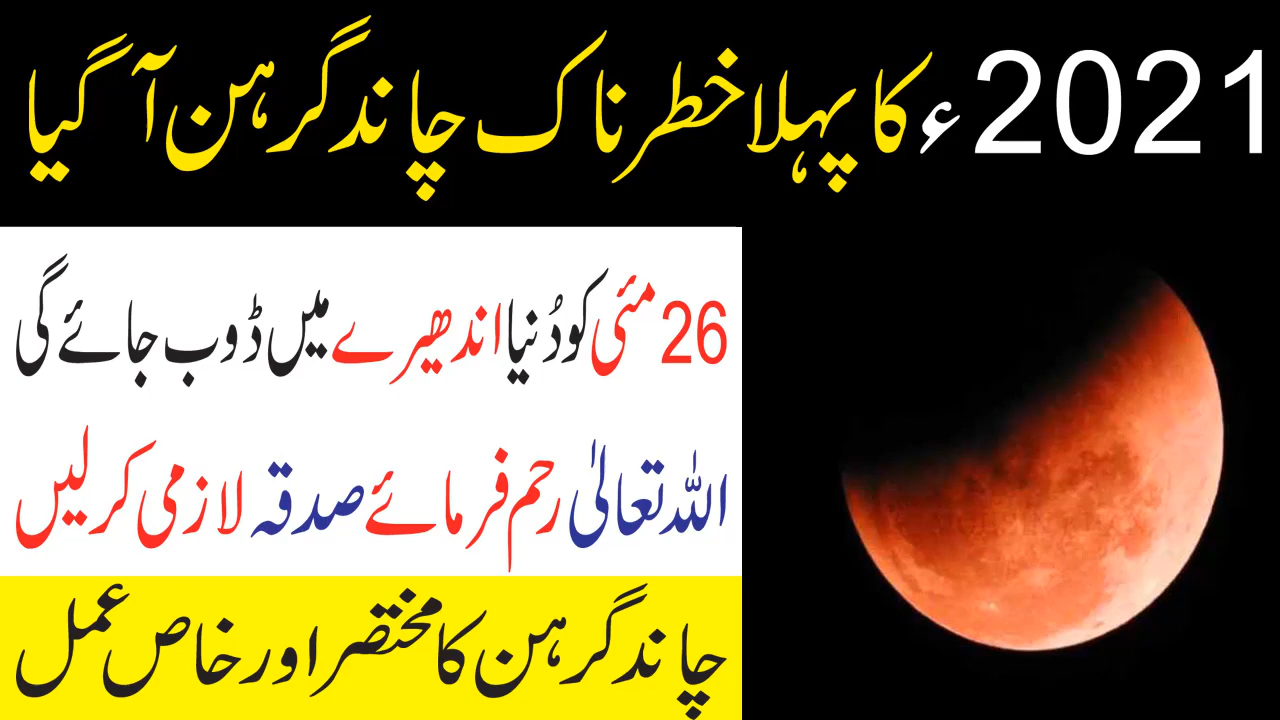 2021ء کا پہلا خطرناک چاند گرہن آگیا
26 مئی کو دُنیا اندھیرے میں ڈوب جائے گی
اللہ تعالیٰ رحم فرمائے صدقہ لازمی کرلیں
چاند گرہن کا مختصر اور خاص عمل